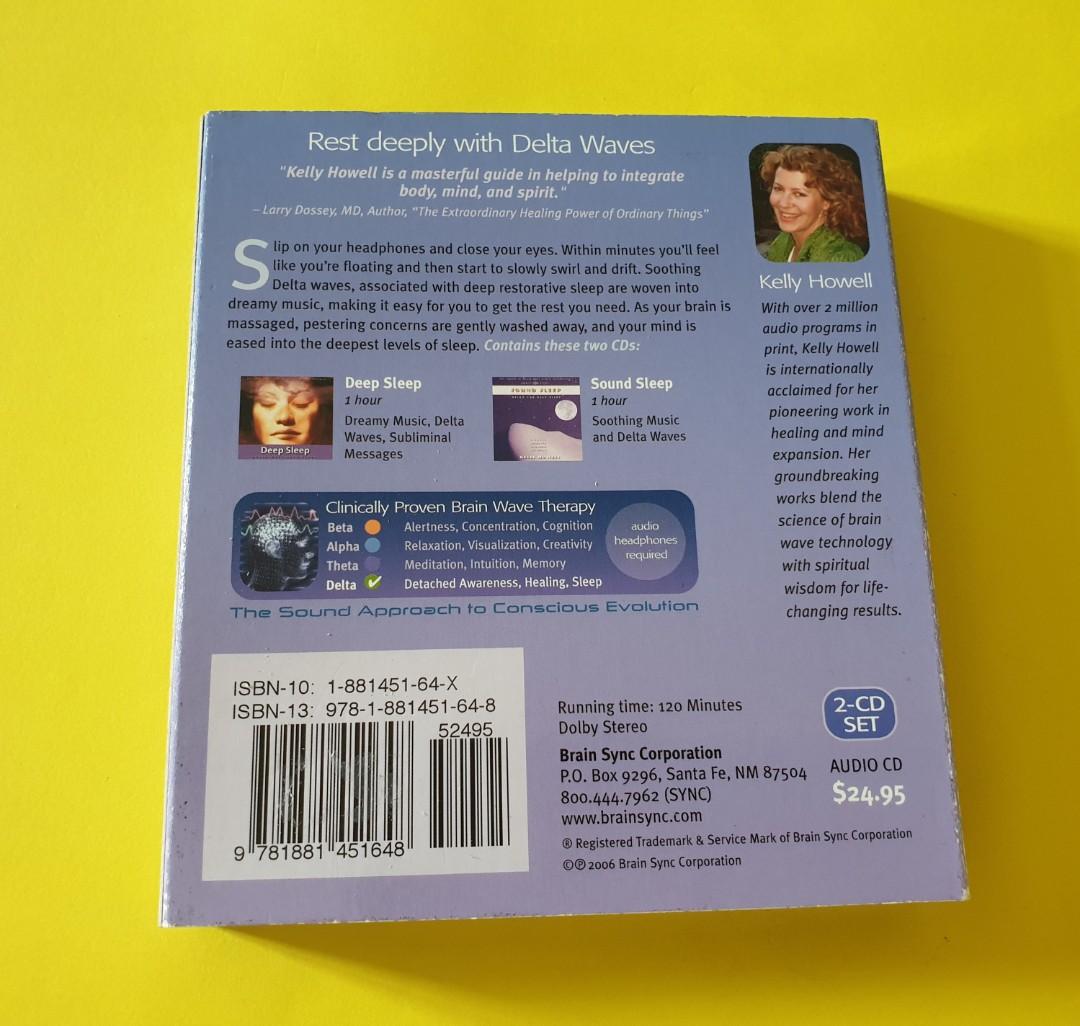 Rest deeply with Delta Waves
"Kelly Howell is a masterful guide in helping to integrate
body, mind, and spirit."
– Larry Dossey, MD, Author, "The Extraordinary Healing Power of Ordinary Things"
Slip on your headphones and close your eyes. Within minutes you'll feel
like you're floating and then start to slowly swirl and drift. Soothing
Delta waves, associated with deep restorative sleep are woven into
dreamy music, making it easy for you to get the rest you need. As your brain is
massaged, pestering concerns are gently washed away, and your mind is
eased into the deepest levels of sleep. Contains these two CDs:
Deep Sleep
Deep Sleep
1 hour
Dreamy Music, Delta
Waves, Subliminal
Messages
SOUND SLEEP
Sound Sleep
1 hour
Soothing Music
and Delta Waves
Clinically Proven Brain Wave Therapy
Beta Alertness, Concentration, Cognition
Alpha Relaxation, Visualization, Creativity
Theta Meditation, Intuition, Memory
Delta Detached Awareness, Healing, Sleep
audio
headphones
required
The Sound Approach to Conscious Evolution
Kelly Howell
With over 2 million
audio programs in
print, Kelly Howell
is internationally
acclaimed for her
pioneering work in
healing and mind
expansion. Her
groundbreaking
works blend the
science of brain
wave technology
with spiritual
wisdom for life-
changing results.
ISBN-10: 1-881451-64-X
ISBN-13: 978-1-881451-64-8
52495
9 781881 451648
Running time: 120 Minutes
Dolby Stereo
Brain Sync Corporation
P.O. Box 9296, Santa Fe, NM 87504
800.444.7962 (SYNC)
www.brainsync.com
® Registered Trademark & Service Mark of Brain Sync Corporation
©℗ 2006 Brain Sync Corporation
2-CD
SET
AUDIO CD
$24.95